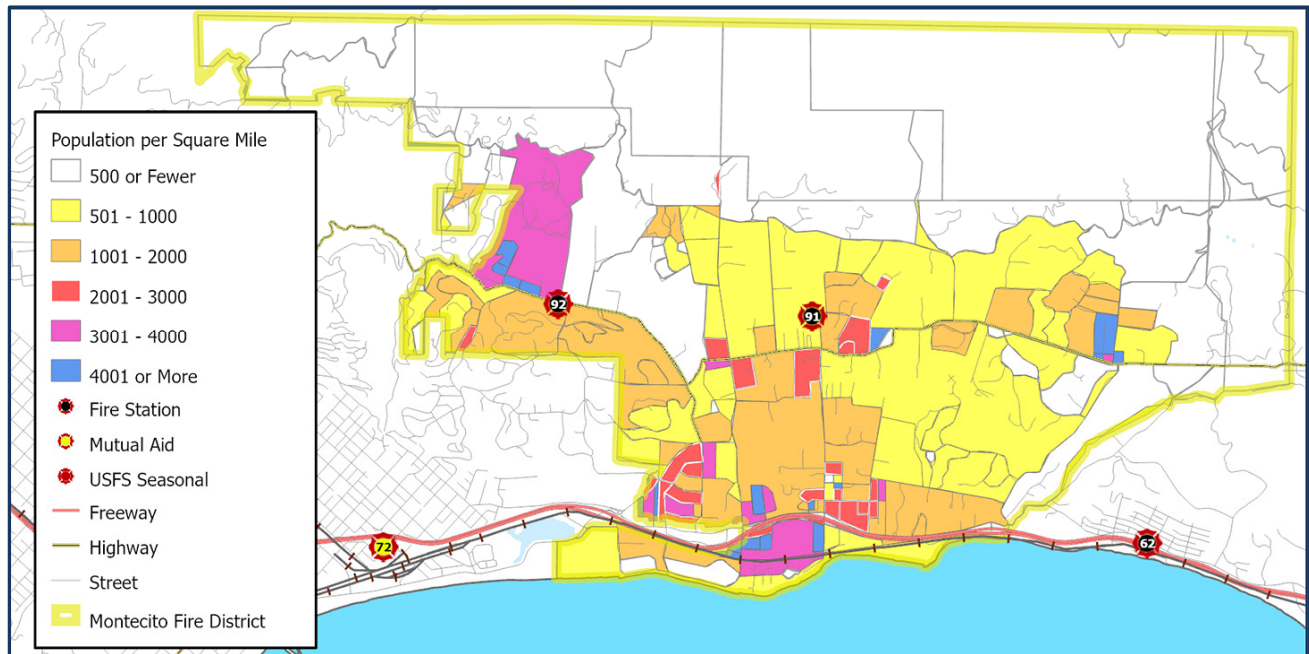 Population per Square Mile
500 or Fewer
501 - 1000
1001 - 2000
2001 - 3000
3001 - 4000
4001 or More
Fire Station
Mutual Aid
USFS Seasonal
Freeway
Highway
Street
Montecito Fire District
92
91
72
62